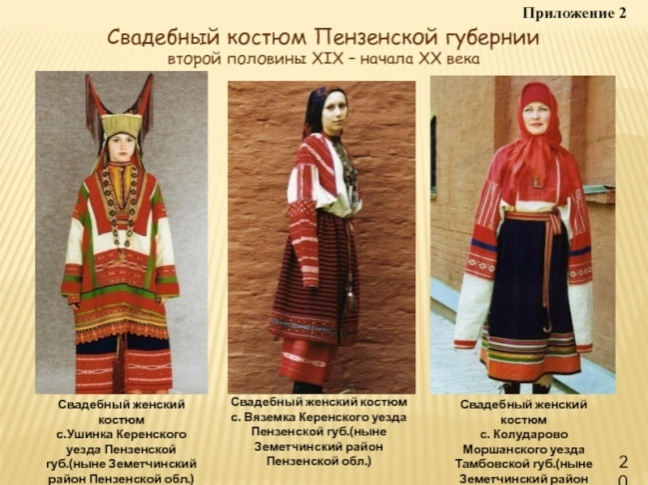 Приложение 2
Свадебный костюм Пензенской губернии
второй половины XIX – начала XX века
Свадебный женский
костюм
с.Ушинка Керенского
уезда Пензенской
губ.(ныне Земетчинский
район Пензенской обл.)
Свадебный женский костюм
с. Вяземка Керенского уезда
Пензенской губ.(ныне
Земетчинский район
Пензенской обл.)
Свадебный женский
костюм
с. Колударово
Моршанского уезда
Тамбовской губ.(ныне
Земетчинский район
2
0